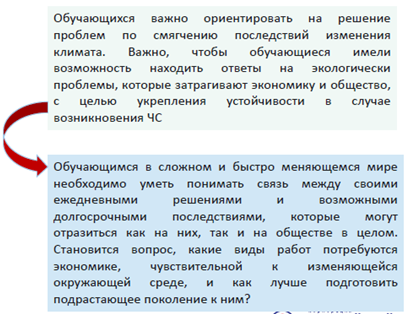 Обучающихся важно ориентировать на решение
проблем по смягчению последствий изменения
климата. Важно, чтобы обучающиеся имели
возможность находить ответы на экологически
проблемы, которые затрагивают экономику и общество,
с целью укрепления устойчивости в случае
возникновения ЧС
Обучающимся в сложном и быстро меняющемся мире
необходимо уметь понимать связь между своими
ежедневными решениями и возможными
долгосрочными последствиями, которые могут
отразиться как на них, так и на обществе в целом.
Становится вопрос, какие виды работ потребуются
экономике, чувствительной к изменяющейся
окружающей среде, и как лучше подготовить
подрастающее поколение к ним?